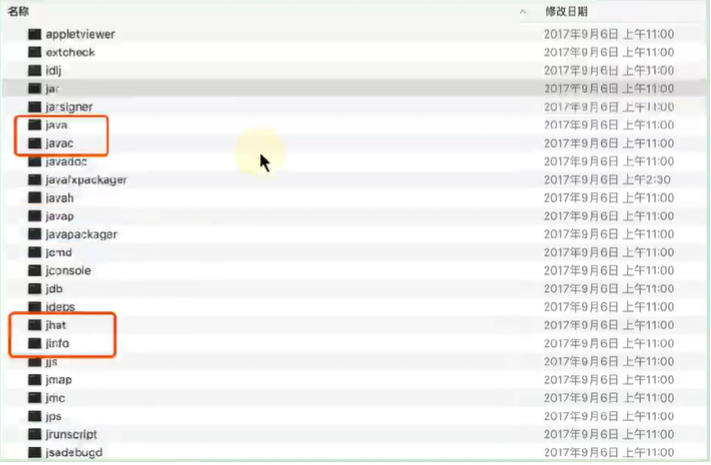 名称 修改日期
appletviewer 2017年9月6日 上午11:00
extcheck 2017年9月6日 上午11:00
idlj 2017年9月6日 上午11:00
jar 2017年9月6日 上午11:00
jarsigner 2017年9月6日 上午11:00
java 2017年9月6日 上午11:00
javac 2017年9月6日 上午11:00
javadoc 2017年9月6日 上午11:00
javafxpackager 2017年9月6日 上午2:30
javah 2017年9月6日 上午11:00
javap 2017年9月6日 上午11:00
javapackager 2017年9月6日 上午11:00
jcmd 2017年9月6日 上午11:00
jconsole 2017年9月6日 上午11:00
jdb 2017年9月6日 上午11:00
jdeps 2017年9月6日 上午11:00
jhat 2017年9月6日 上午11:00
jinfo 2017年9月6日 上午11:00
jjs 2017年9月6日 上午11:00
jmap 2017年9月6日 上午11:00
jmc 2017年9月6日 上午11:00
jps 2017年9月6日 上午11:00
jrunscript 2017年9月6日 上午11:00
jsadebugd 2017年9月6日 上午11:00